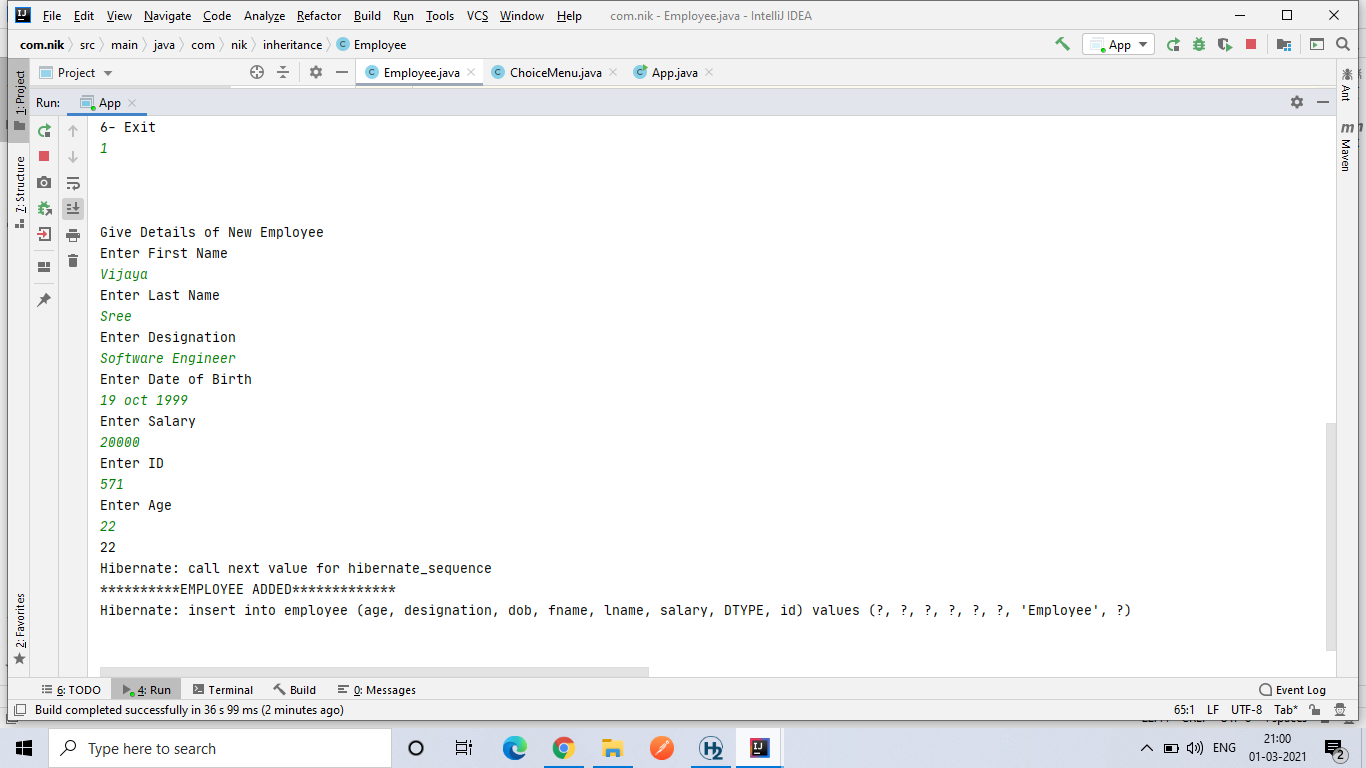 File Edit View Navigate Code Analyze Refactor Build Run Tools VCS Window Help com.nik - Employee.java - IntelliJ IDEA
com.nik src main java com nik inheritance Employee App
Project Employee.java ChoiceMenu.java App.java
Run: App
1: Project
7: Structure
2: Favorites
Ant
Maven
6- Exit
1
Give Details of New Employee
Enter First Name
Vijaya
Enter Last Name
Sree
Enter Designation
Software Engineer
Enter Date of Birth
19 oct 1999
Enter Salary
20000
Enter ID
571
Enter Age
22
22
Hibernate: call next value for hibernate_sequence
**********EMPLOYEE ADDED*************
Hibernate: insert into employee (age, designation, dob, fname, lname, salary, DTYPE, id) values (?, ?, ?, ?, ?, ?, 'Employee', ?)
6: TODO 4: Run Terminal Build 0: Messages Event Log
Build completed successfully in 36 s 99 ms (2 minutes ago) 65:1 LF UTF-8 Tab*
Type here to search ENG 21:00
01-03-2021 2